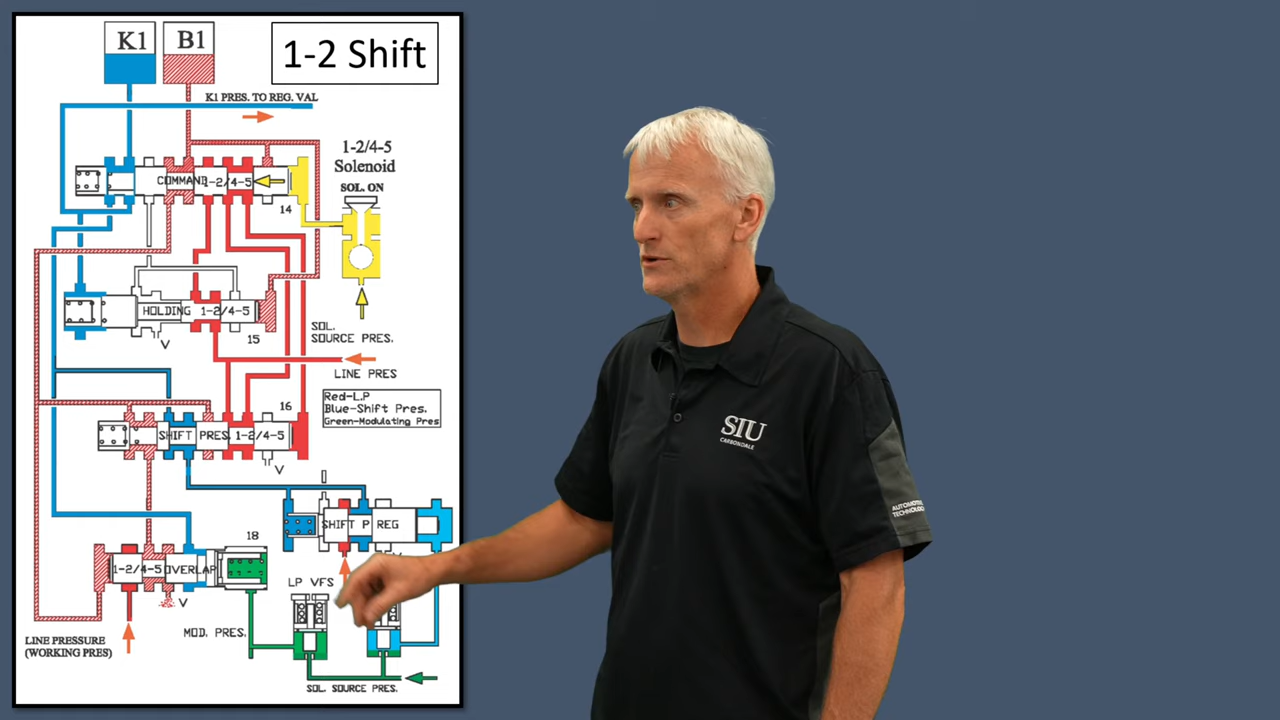 1-2 Shift
K1
B1
K1 PRES. TO REG. VAL
1-2/4-5
Solenoid
SOL. ON
COMMAND 1-2/4-5
14
HOLDING 1-2/4-5
V
15
SOL.
SOURCE PRES.
LINE PRES
Red-L.P
Blue-Shift Pres.
Green-Modulating Pres
16
SHIFT PRES. 1-2/4-5
V
SHIFT P REG
18
1-2/4-5 OVERLAP
V
LP VFS
MOD. PRES.
LINE PRESSURE
(WORKING PRES)
SOL. SOURCE PRES.
SIU
CARBONDALE
AUTOMOTIVE